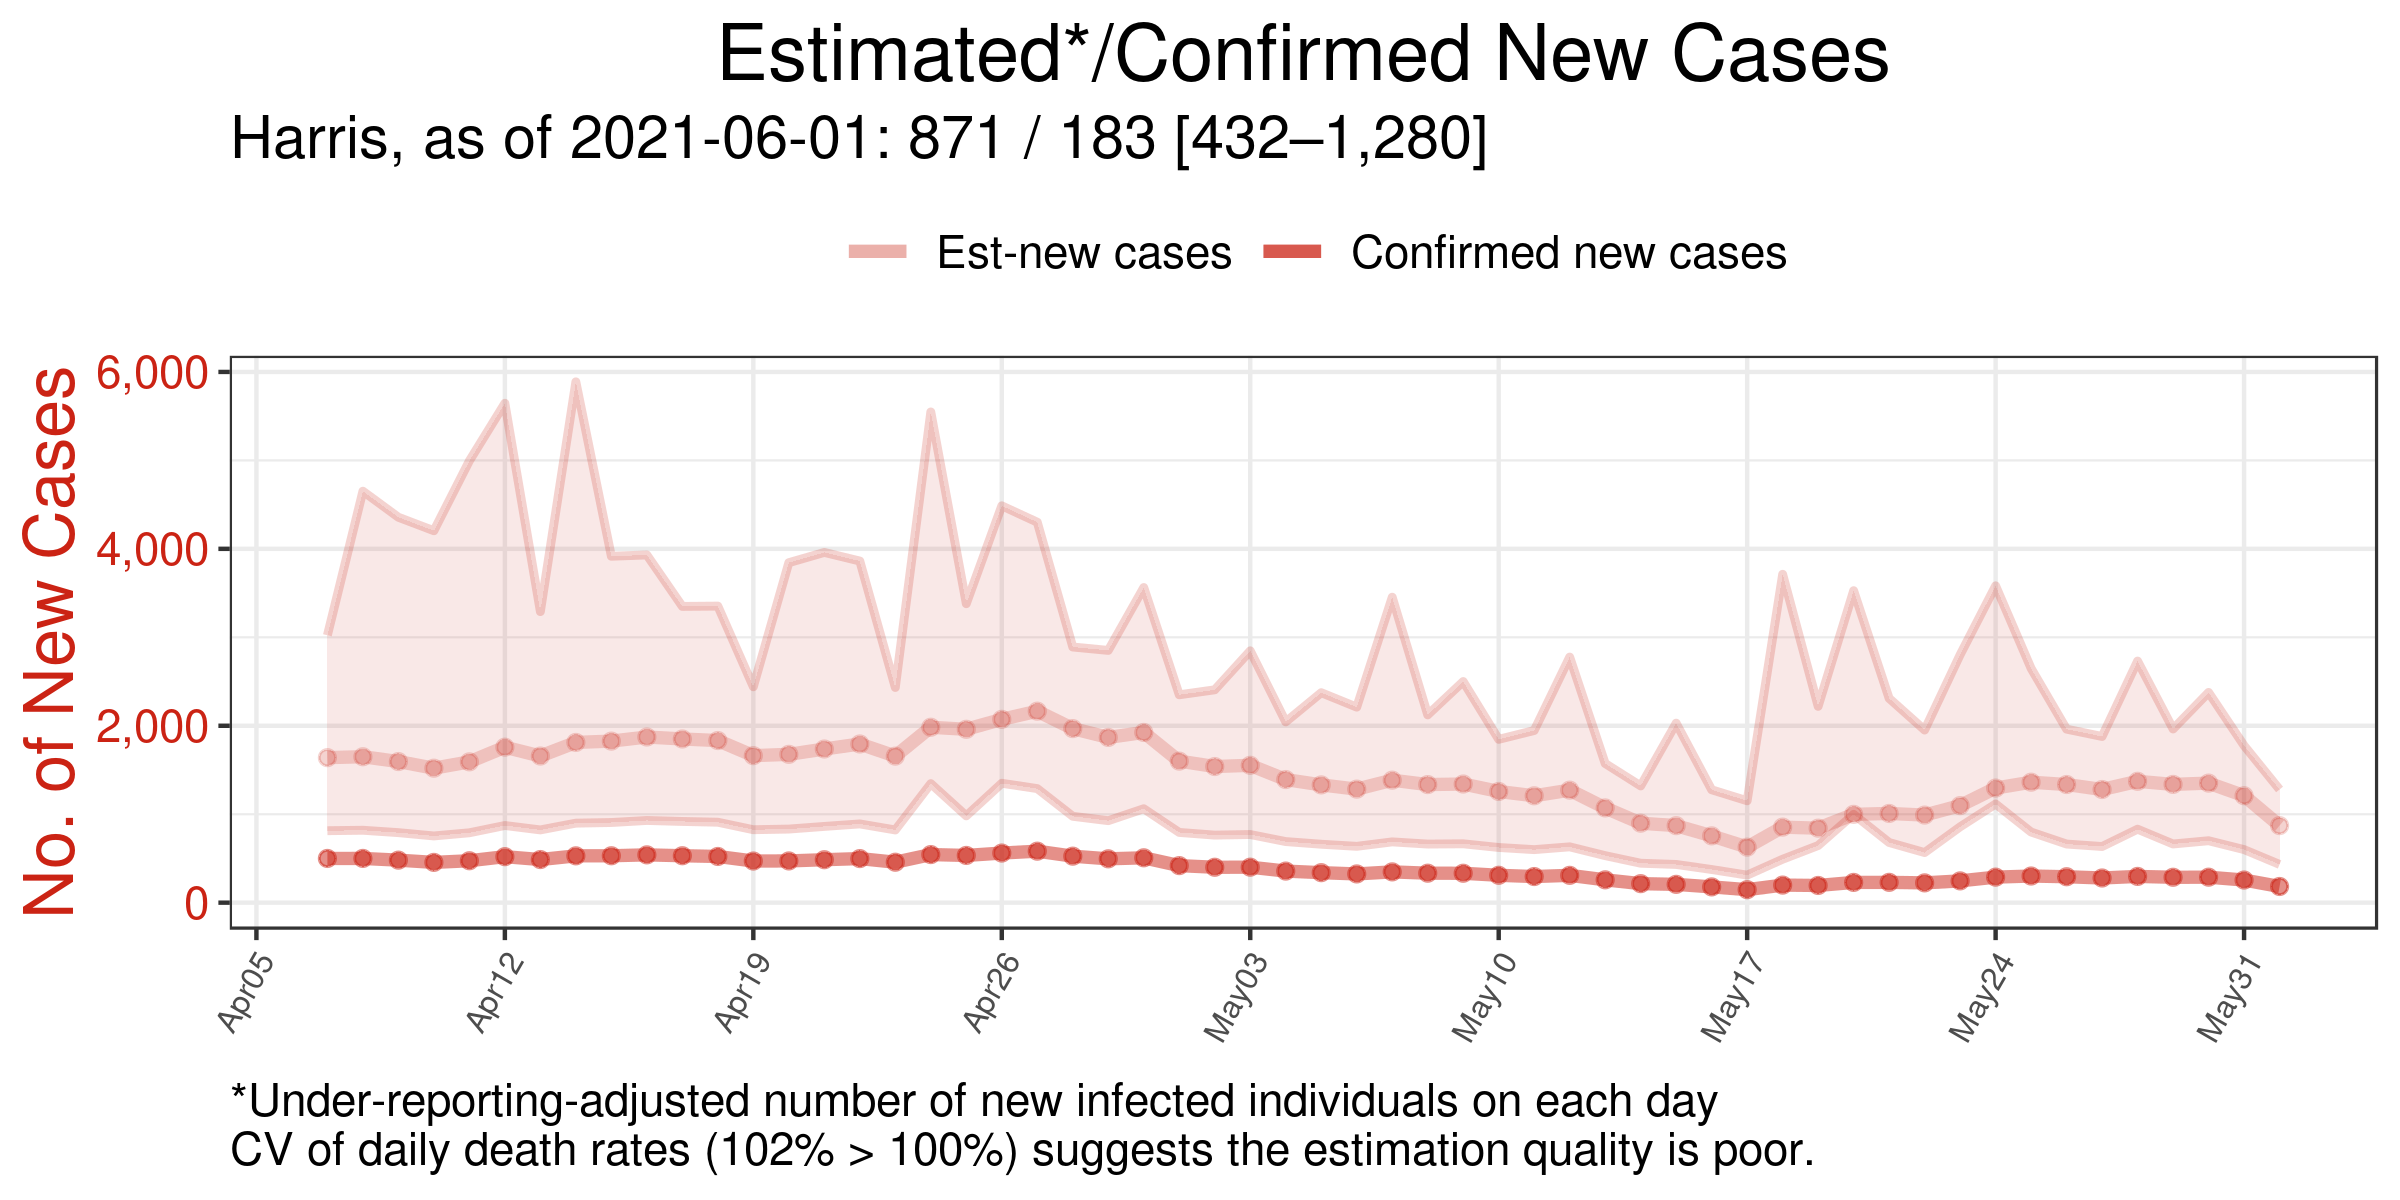 Estimated*/Confirmed New Cases
Harris, as of 2021-06-01: 871 / 183 [432–1,280]
Est-new cases Confirmed new cases
No. of New Cases
6,000
4,000
2,000
0
Apr05 Apr12 Apr19 Apr26 May03 May10 May17 May24 May31
*Under-reporting-adjusted number of new infected individuals on each day
CV of daily death rates (102% > 100%) suggests the estimation quality is poor.